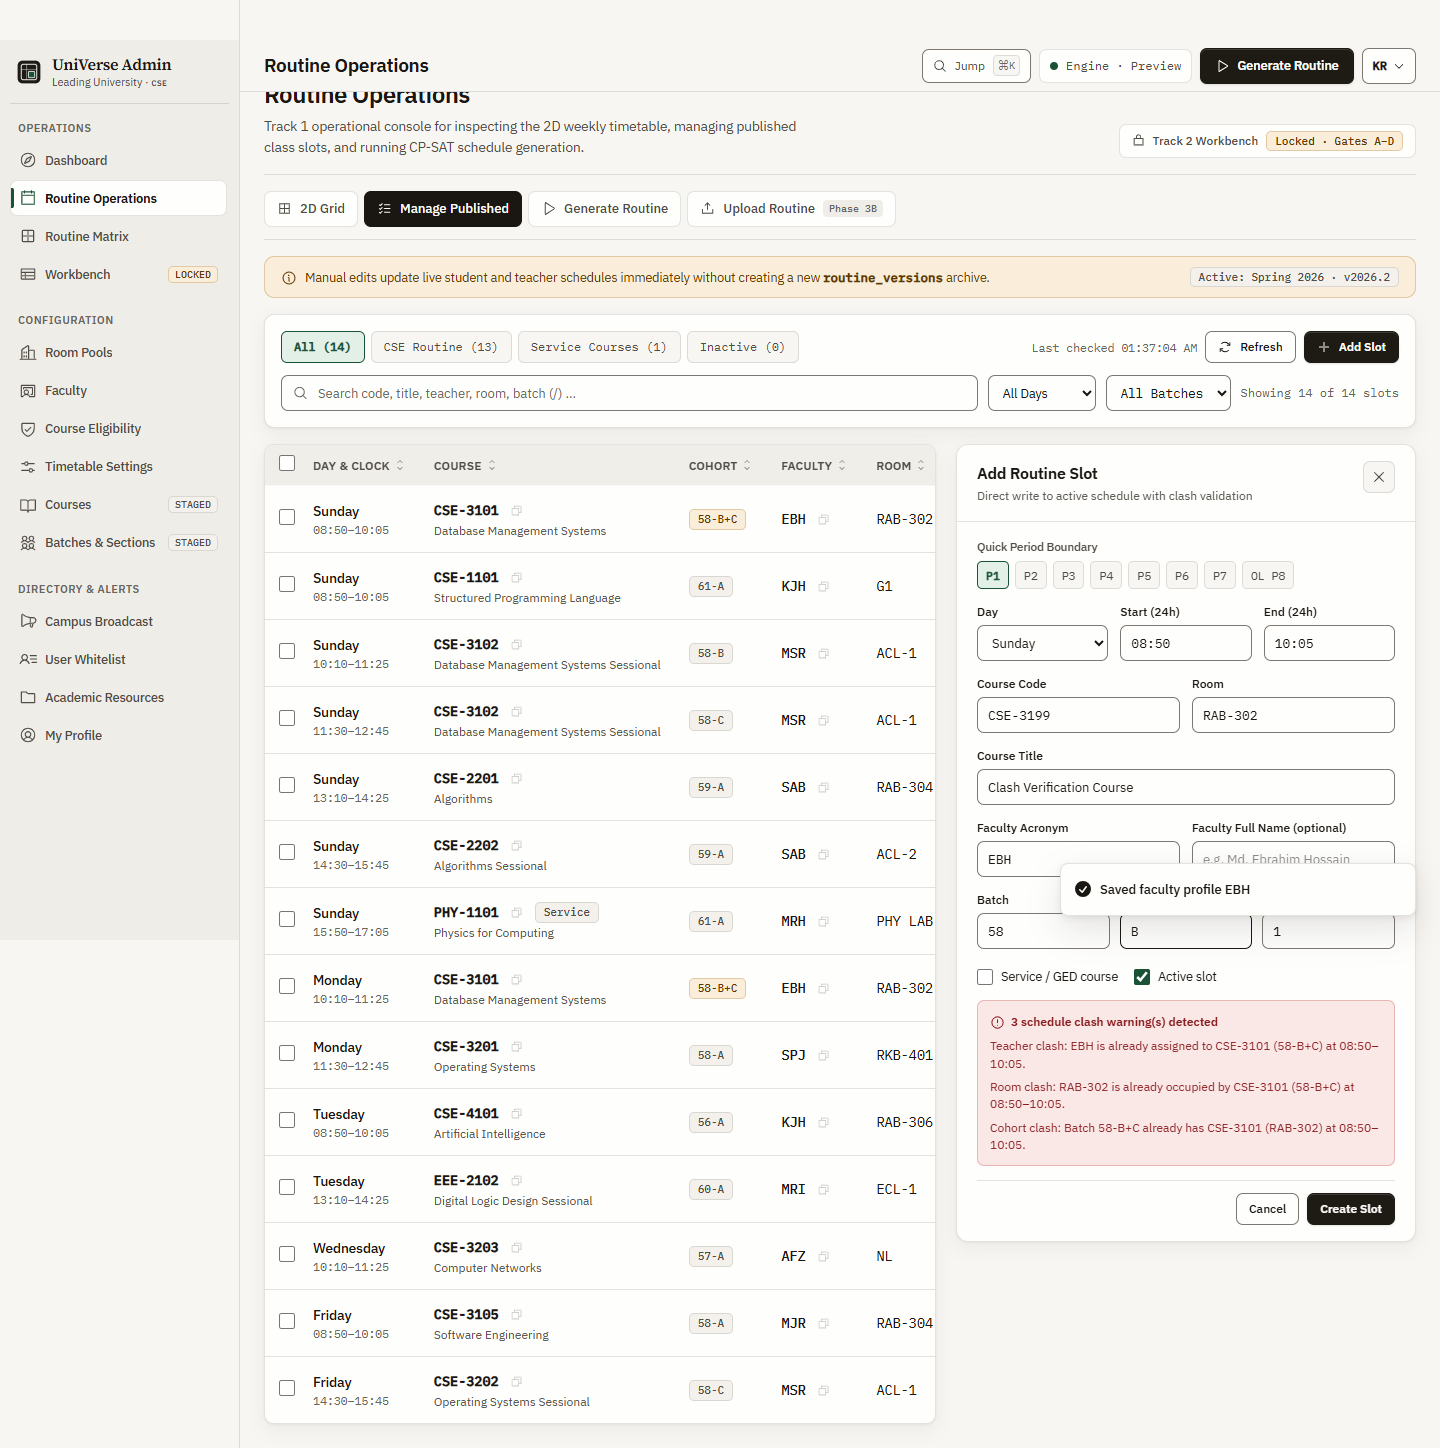 UniVerse Admin
Leading University · CSE
OPERATIONS
Dashboard
Routine Operations
Routine Matrix
Workbench LOCKED
CONFIGURATION
Room Pools
Faculty
Course Eligibility
Timetable Settings
Courses STAGED
Batches & Sections STAGED
DIRECTORY & ALERTS
Campus Broadcast
User Whitelist
Academic Resources
My Profile
Routine Operations
Jump ⌘K
Engine · Preview
Generate Routine
KR
Routine Operations
Track 1 operational console for inspecting the 2D weekly timetable, managing published
class slots, and running CP-SAT schedule generation.
Track 2 Workbench Locked · Gates A–D
2D Grid
Manage Published
Generate Routine
Upload Routine Phase 3B
Manual edits update live student and teacher schedules immediately without creating a new routine_versions archive.
Active: Spring 2026 · v2026.2
All (14)
CSE Routine (13)
Service Courses (1)
Inactive (0)
Last checked 01:37:04 AM
Refresh
Add Slot
Search code, title, teacher, room, batch (/) ...
All Days
All Batches
Showing 14 of 14 slots
DAY & CLOCK COURSE COHORT FACULTY ROOM
Sunday CSE-3101 58-B+C EBH RAB-302
08:50–10:05 Database Management Systems
Sunday CSE-1101 61-A KJH G1
08:50–10:05 Structured Programming Language
Sunday CSE-3102 58-B MSR ACL-1
10:10–11:25 Database Management Systems Sessional
Sunday CSE-3102 58-C MSR ACL-1
11:30–12:45 Database Management Systems Sessional
Sunday CSE-2201 59-A SAB RAB-304
13:10–14:25 Algorithms
Sunday CSE-2202 59-A SAB ACL-2
14:30–15:45 Algorithms Sessional
Sunday PHY-1101 Service 61-A MRH PHY LAB
15:50–17:05 Physics for Computing
Monday CSE-3101 58-B+C EBH RAB-302
10:10–11:25 Database Management Systems
Monday CSE-3201 58-A SPJ RKB-401
11:30–12:45 Operating Systems
Tuesday CSE-4101 56-A KJH RAB-306
08:50–10:05 Artificial Intelligence
Tuesday EEE-2102 60-A MRI ECL-1
13:10–14:25 Digital Logic Design Sessional
Wednesday CSE-3203 57-A AFZ NL
10:10–11:25 Computer Networks
Friday CSE-3105 58-A MJR RAB-304
08:50–10:05 Software Engineering
Friday CSE-3202 58-C MSR ACL-1
14:30–15:45 Operating Systems Sessional
Add Routine Slot
Direct write to active schedule with clash validation
Quick Period Boundary
P1 P2 P3 P4 P5 P6 P7 OL P8
Day Start (24h) End (24h)
Sunday 08:50 10:05
Course Code Room
CSE-3199 RAB-302
Course Title
Clash Verification Course
Faculty Acronym Faculty Full Name (optional)
EBH e.g. Md. Ebrahim Hossain
Saved faculty profile EBH
Batch
58 B 1
Service / GED course Active slot
3 schedule clash warning(s) detected
Teacher clash: EBH is already assigned to CSE-3101 (58-B+C) at 08:50–
10:05.
Room clash: RAB-302 is already occupied by CSE-3101 (58-B+C) at
08:50–10:05.
Cohort clash: Batch 58-B+C already has CSE-3101 (RAB-302) at 08:50–
10:05.
Cancel
Create Slot